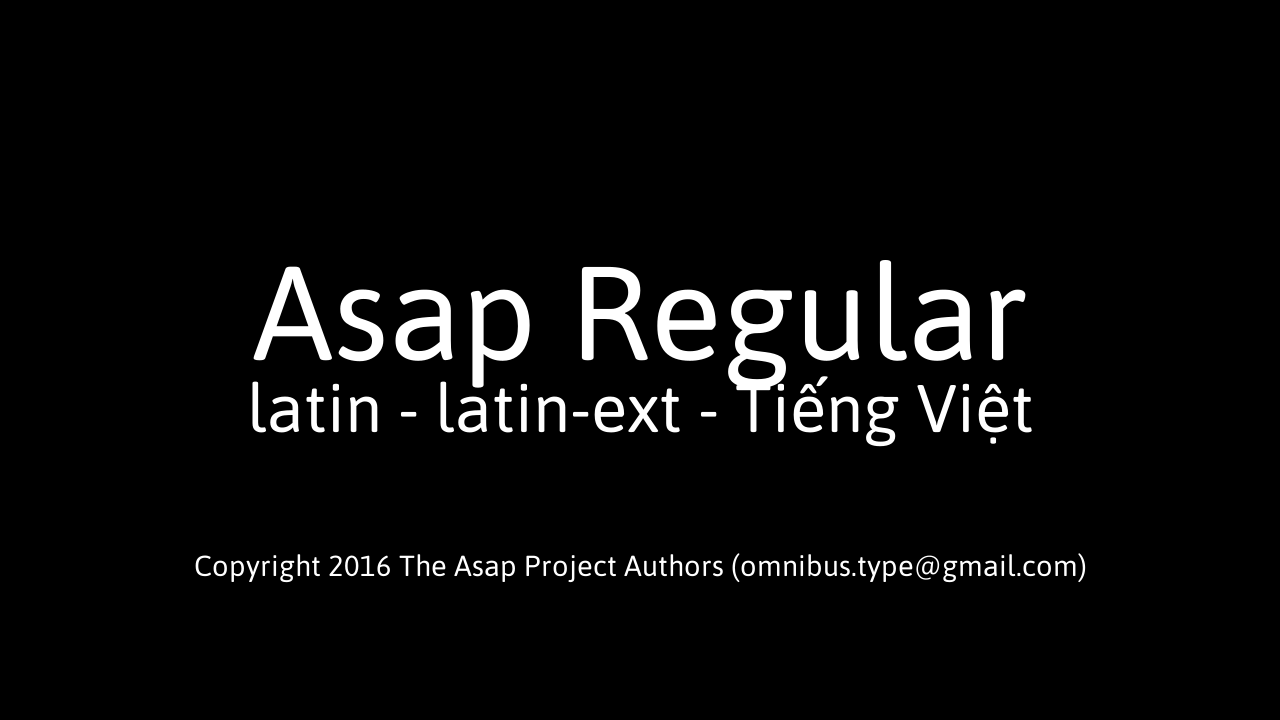 Asap Regular
latin - latin-ext - Tiếng Việt
Copyright 2016 The Asap Project Authors (omnibus.type@gmail.com)